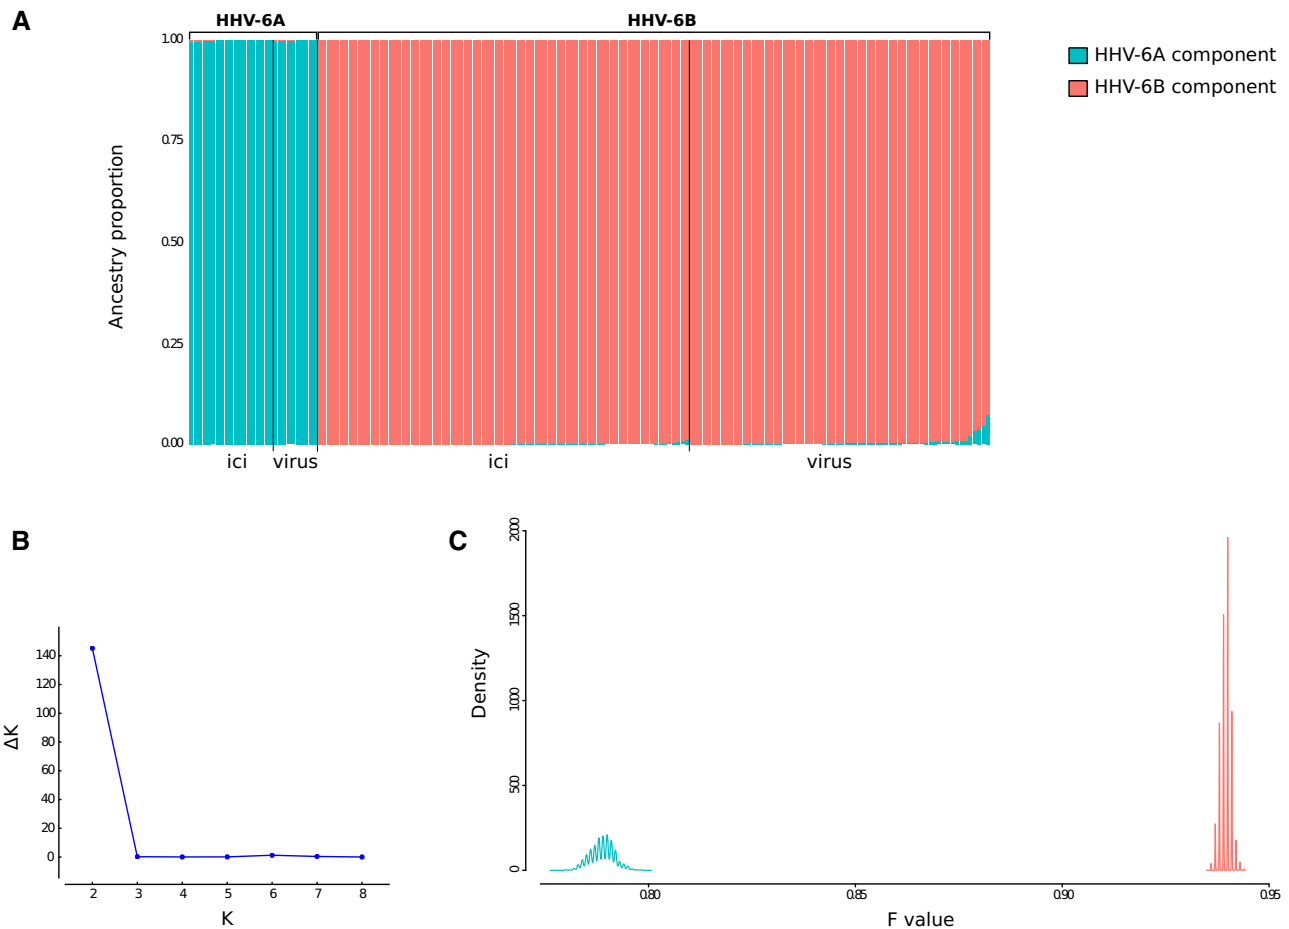 A
HHV-6A
HHV-6B
1.00
0.75
0.50
0.25
0.00
Ancestry proportion
ici
virus
ici
virus
HHV-6A component
HHV-6B component
B
140
120
100
80
60
40
20
0
ΔK
2 3 4 5 6 7 8
K
C
2000
1500
1000
500
0
Density
0.80 0.85 0.90 0.95
F value